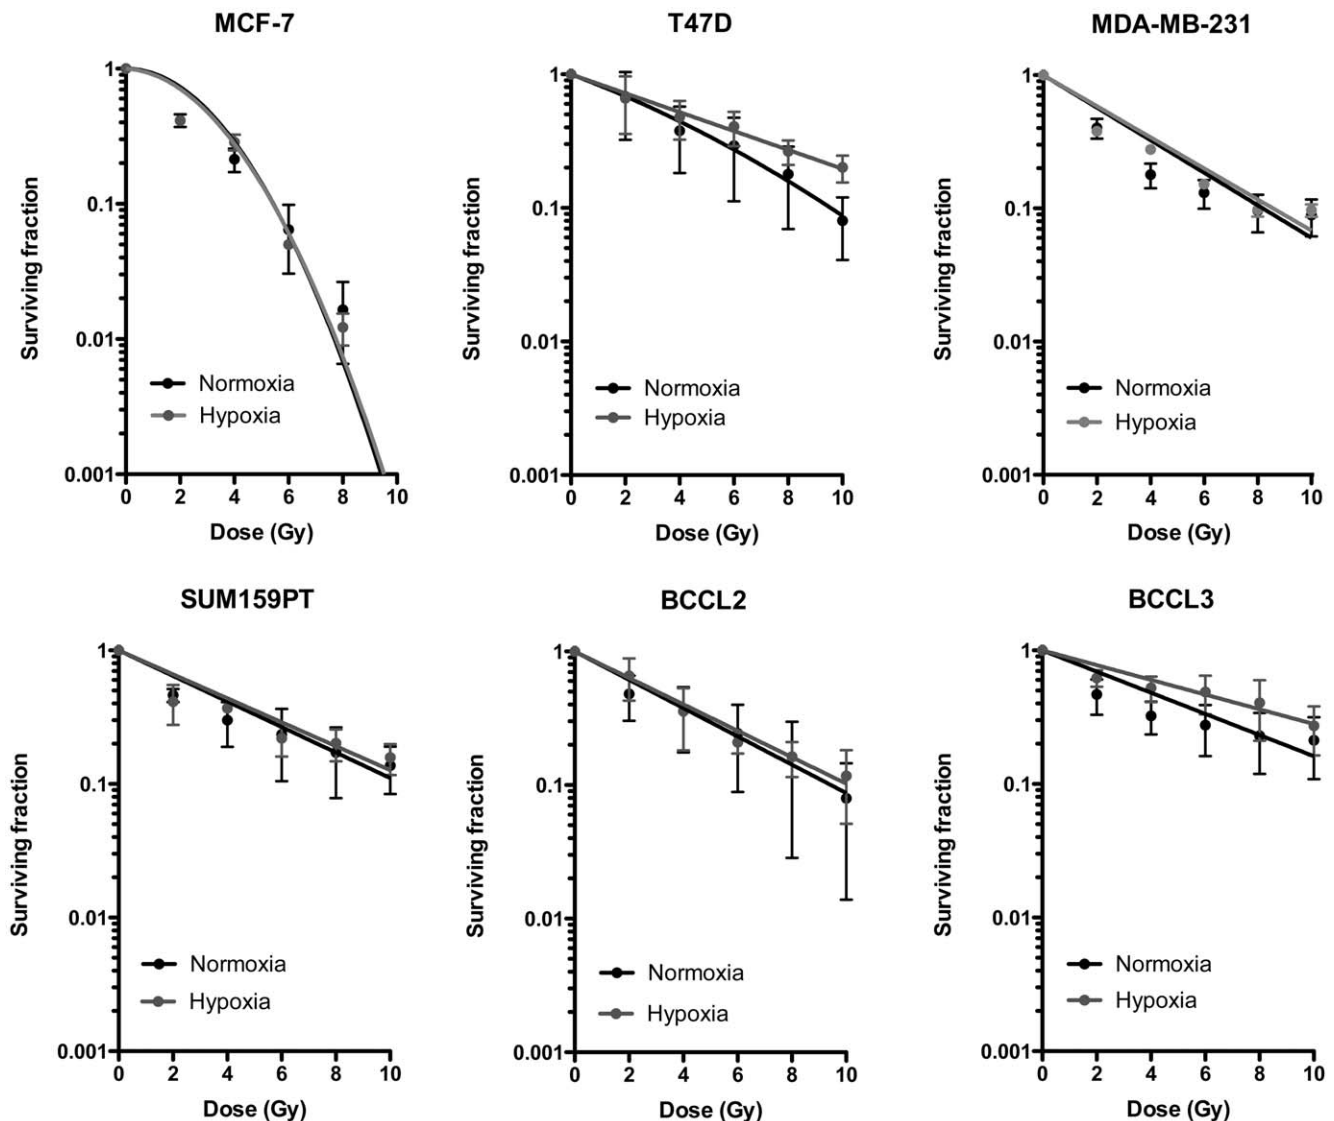 MCF-7
Surviving fraction
1
0.1
0.01
0.001
Normoxia
Hypoxia
0 2 4 6 8 10
Dose (Gy)
T47D
Surviving fraction
1
0.1
0.01
0.001
Normoxia
Hypoxia
0 2 4 6 8 10
Dose (Gy)
MDA-MB-231
Surviving fraction
1
0.1
0.01
0.001
Normoxia
Hypoxia
0 2 4 6 8 10
Dose (Gy)
SUM159PT
Surviving fraction
1
0.1
0.01
0.001
Normoxia
Hypoxia
0 2 4 6 8 10
Dose (Gy)
BCCL2
Surviving fraction
1
0.1
0.01
0.001
Normoxia
Hypoxia
0 2 4 6 8 10
Dose (Gy)
BCCL3
Surviving fraction
1
0.1
0.01
0.001
Normoxia
Hypoxia
0 2 4 6 8 10
Dose (Gy)